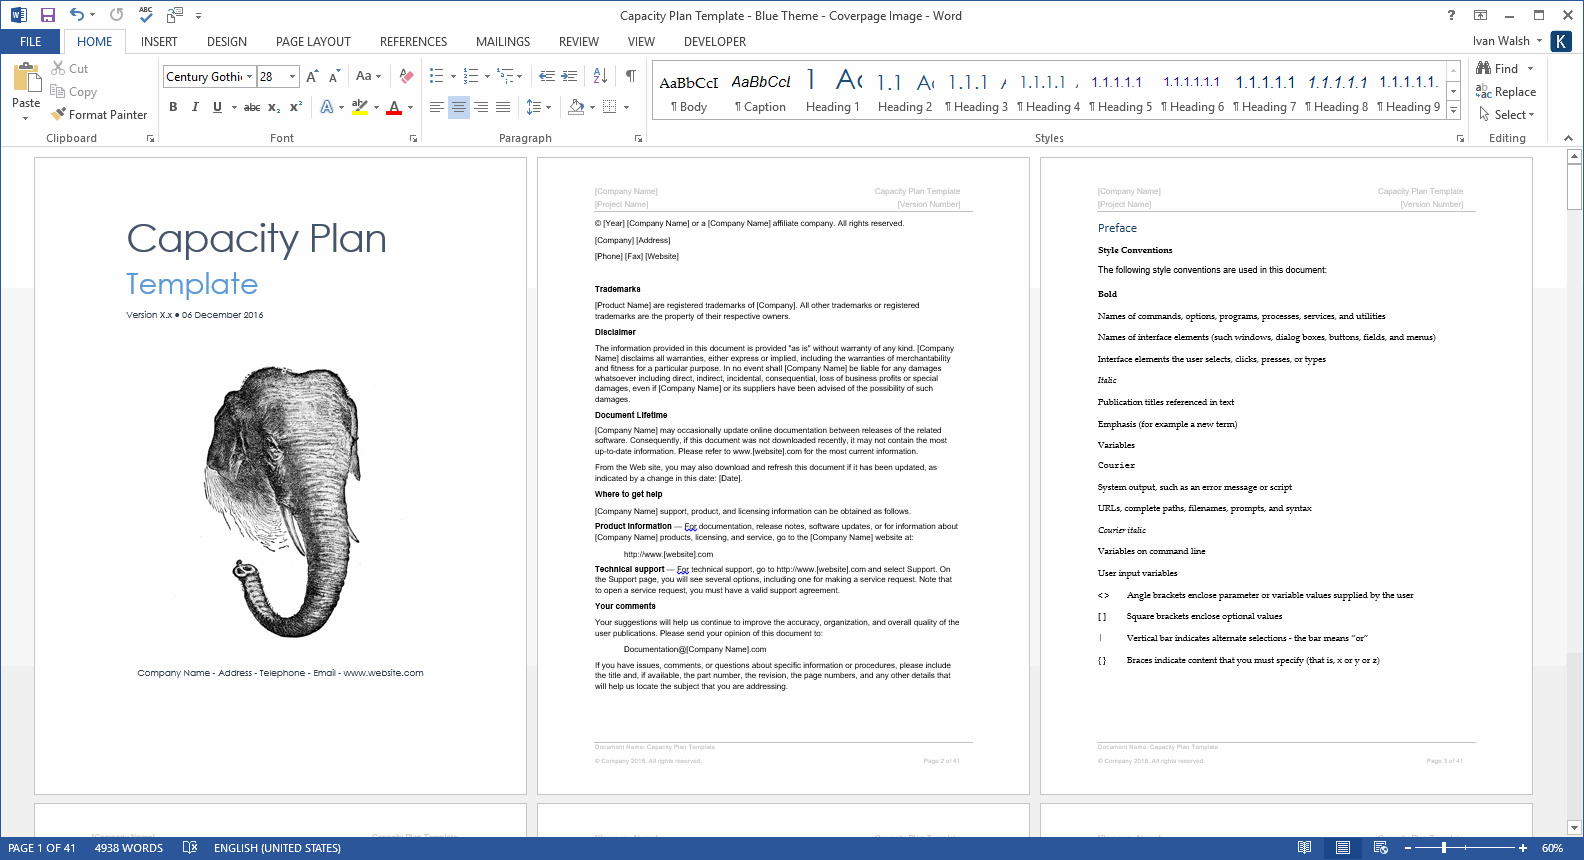 Capacity Plan Template - Blue Theme - Coverpage Image - Word
FILE HOME INSERT DESIGN PAGE LAYOUT REFERENCES MAILINGS REVIEW VIEW DEVELOPER
Ivan Walsh K
Paste
Cut
Copy
Format Painter
Clipboard
Century Gothic 28
Font
Paragraph
AaBbCcI AaBbCcL 1 Ac 1.1 Ac 1.1.1 A 1.1.1.1 A 1.1.1.1.1 1.1.1.1.1.1 1.1.1.1.1 1.1.1.1.1 1.1.1.1.1.
¶ Body ¶ Caption Heading 1 Heading 2 ¶ Heading 3 ¶ Heading 4 ¶ Heading 5 ¶ Heading 6 ¶ Heading 7 ¶ Heading 8 ¶ Heading 9
Styles
Find
Replace
Select
Editing
Capacity Plan
Template
Version X.x ● 06 December 2016
Company Name - Address - Telephone - Email - www.website.com
[Company Name] Capacity Plan Template
[Project Name] [Version Number]
© [Year] [Company Name] or a [Company Name] affiliate company. All rights reserved.
[Company] [Address]
[Phone] [Fax] [Website]
Trademarks
[Product Name] are registered trademarks of [Company]. All other trademarks or registered
trademarks are the property of their respective owners.
Disclaimer
The information provided in this document is provided "as is" without warranty of any kind. [Company
Name] disclaims all warranties, either express or implied, including the warranties of merchantability
and fitness for a particular purpose. In no event shall [Company Name] be liable for any damages
whatsoever including direct, indirect, incidental, consequential, loss of business profits or special
damages, even if [Company Name] or its suppliers have been advised of the possibility of such
damages.
Document Lifetime
[Company Name] may occasionally update online documentation between releases of the related
software. Consequently, if this document was not downloaded recently, it may not contain the most
up-to-date information. Please refer to www.[website].com for the most current information.
From the Web site, you may also download and refresh this document if it has been updated, as
indicated by a change in this date: [Date].
Where to get help
[Company Name] support, product, and licensing information can be obtained as follows.
Product Information — For documentation, release notes, software updates, or for information about
[Company Name] products, licensing, and service, go to the [Company Name] website at:
http://www.[website].com
Technical support — For technical support, go to http://www.[website].com and select Support. On
the Support page, you will see several options, including one for making a service request. Note that
to open a service request, you must have a valid support agreement.
Your comments
Your suggestions will help us continue to improve the accuracy, organization, and overall quality of the
user publications. Please send your opinion of this document to:
Documentation@[Company Name].com
If you have issues, comments, or questions about specific information or procedures, please include
the title and, if available, the part number, the revision, the page numbers, and any other details that
will help us locate the subject that you are addressing.
Document Name: Capacity Plan Template
© Company 2016. All rights reserved. Page 2 of 41
[Company Name] Capacity Plan Template
[Project Name] [Version Number]
Preface
Style Conventions
The following style conventions are used in this document:
Bold
Names of commands, options, programs, processes, services, and utilities
Names of interface elements (such windows, dialog boxes, buttons, fields, and menus)
Interface elements the user selects, clicks, presses, or types
Italic
Publication titles referenced in text
Emphasis (for example a new term)
Variables
Courier
System output, such as an error message or script
URLs, complete paths, filenames, prompts, and syntax
Courier italic
Variables on command line
User input variables
< > Angle brackets enclose parameter or variable values supplied by the user
[ ] Square brackets enclose optional values
| Vertical bar indicates alternate selections - the bar means “or”
{ } Braces indicate content that you must specify (that is, x or y or z)
Document Name: Capacity Plan Template
© Company 2016. All rights reserved. Page 3 of 41
PAGE 1 OF 41 4938 WORDS ENGLISH (UNITED STATES) 60%